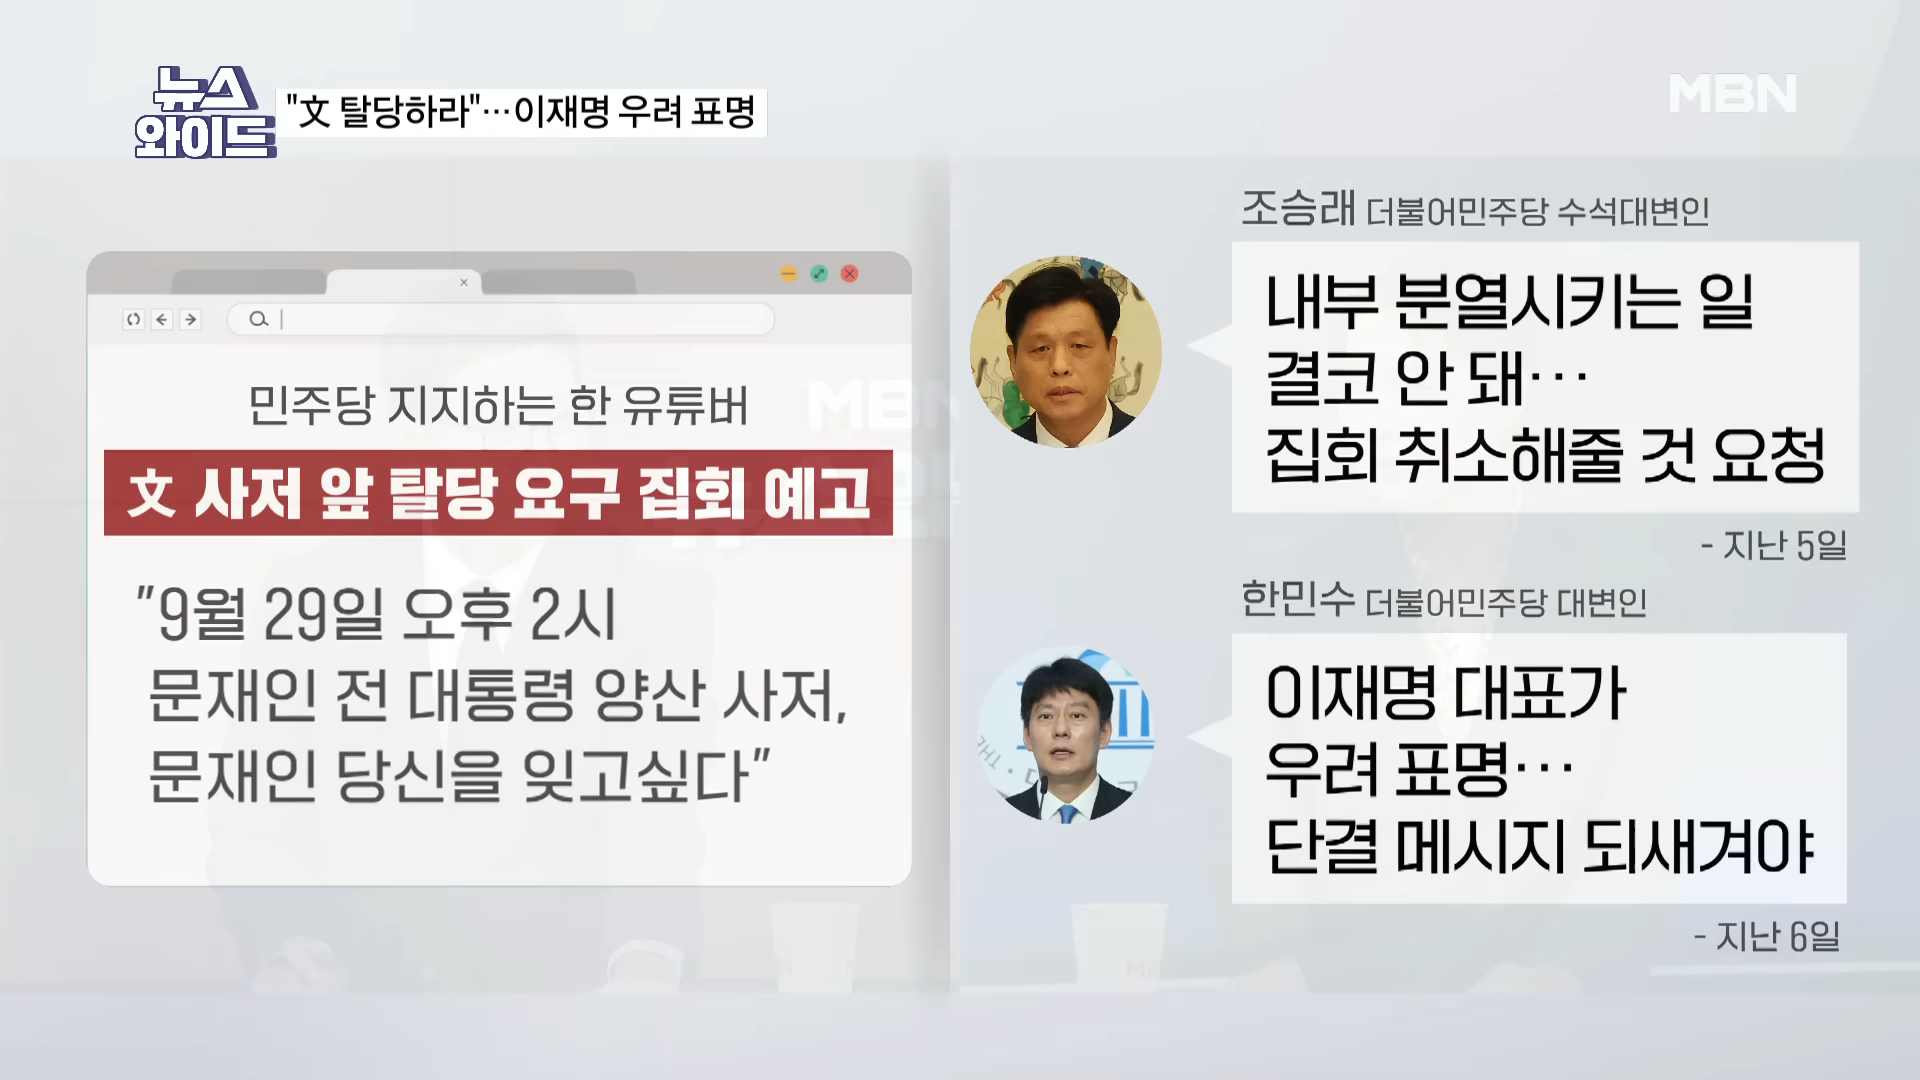 뉴스
와이드
"文 탈당하라"…이재명 우려 표명
MBN
민주당 지지하는 한 유튜버
文 사저 앞 탈당 요구 집회 예고
"9월 29일 오후 2시
문재인 전 대통령 양산 사저,
문재인 당신을 잊고싶다"
조승래 더불어민주당 수석대변인
내부 분열시키는 일
결코 안 돼…
집회 취소해줄 것 요청
- 지난 5일
한민수 더불어민주당 대변인
이재명 대표가
우려 표명…
단결 메시지 되새겨야
- 지난 6일
MBN